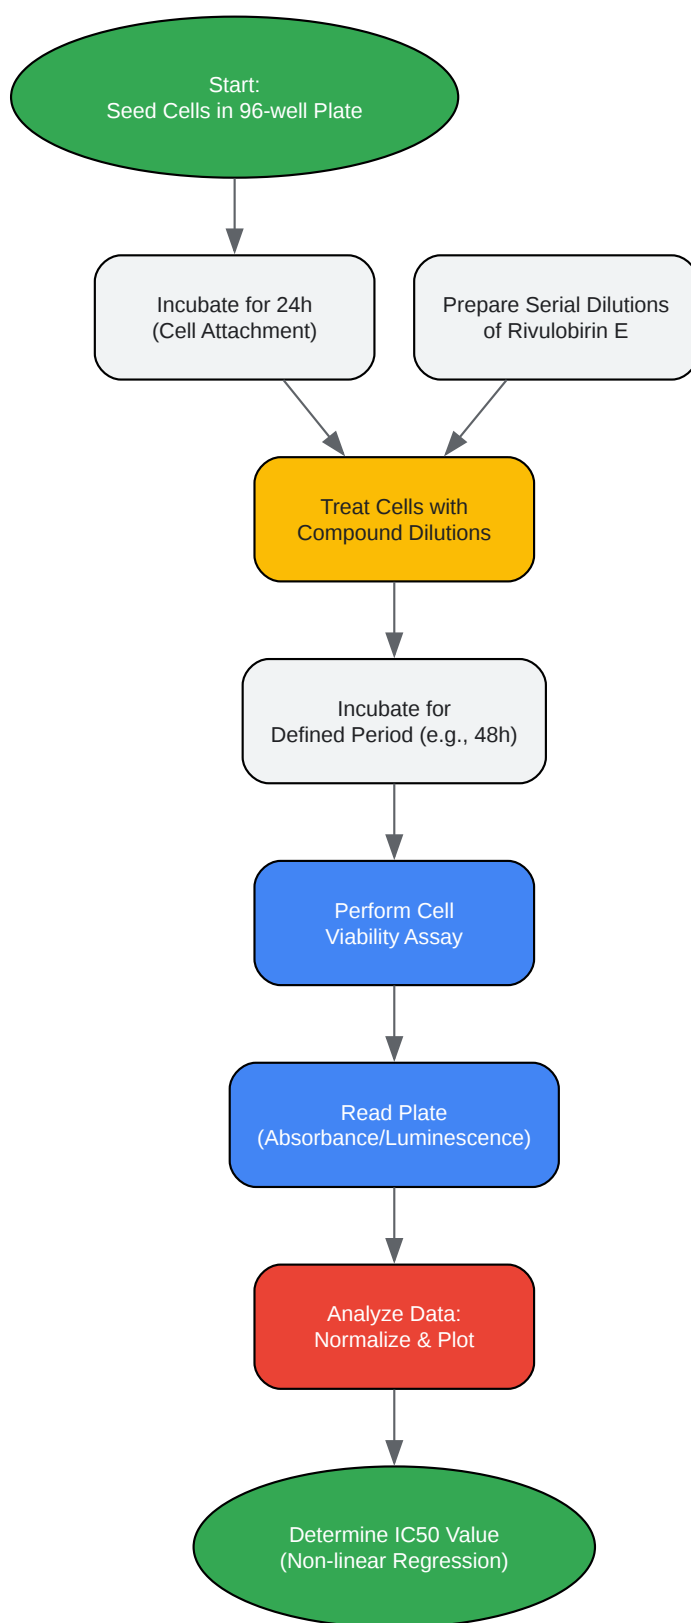 Start:
Seed Cells in 96-well Plate
Incubate for 24h
(Cell Attachment)
Prepare Serial Dilutions
of Rivulobirin E
Treat Cells with
Compound Dilutions
Incubate for
Defined Period (e.g., 48h)
Perform Cell
Viability Assay
Read Plate
(Absorbance/Luminescence)
Analyze Data:
Normalize & Plot
Determine IC50 Value
(Non-linear Regression)